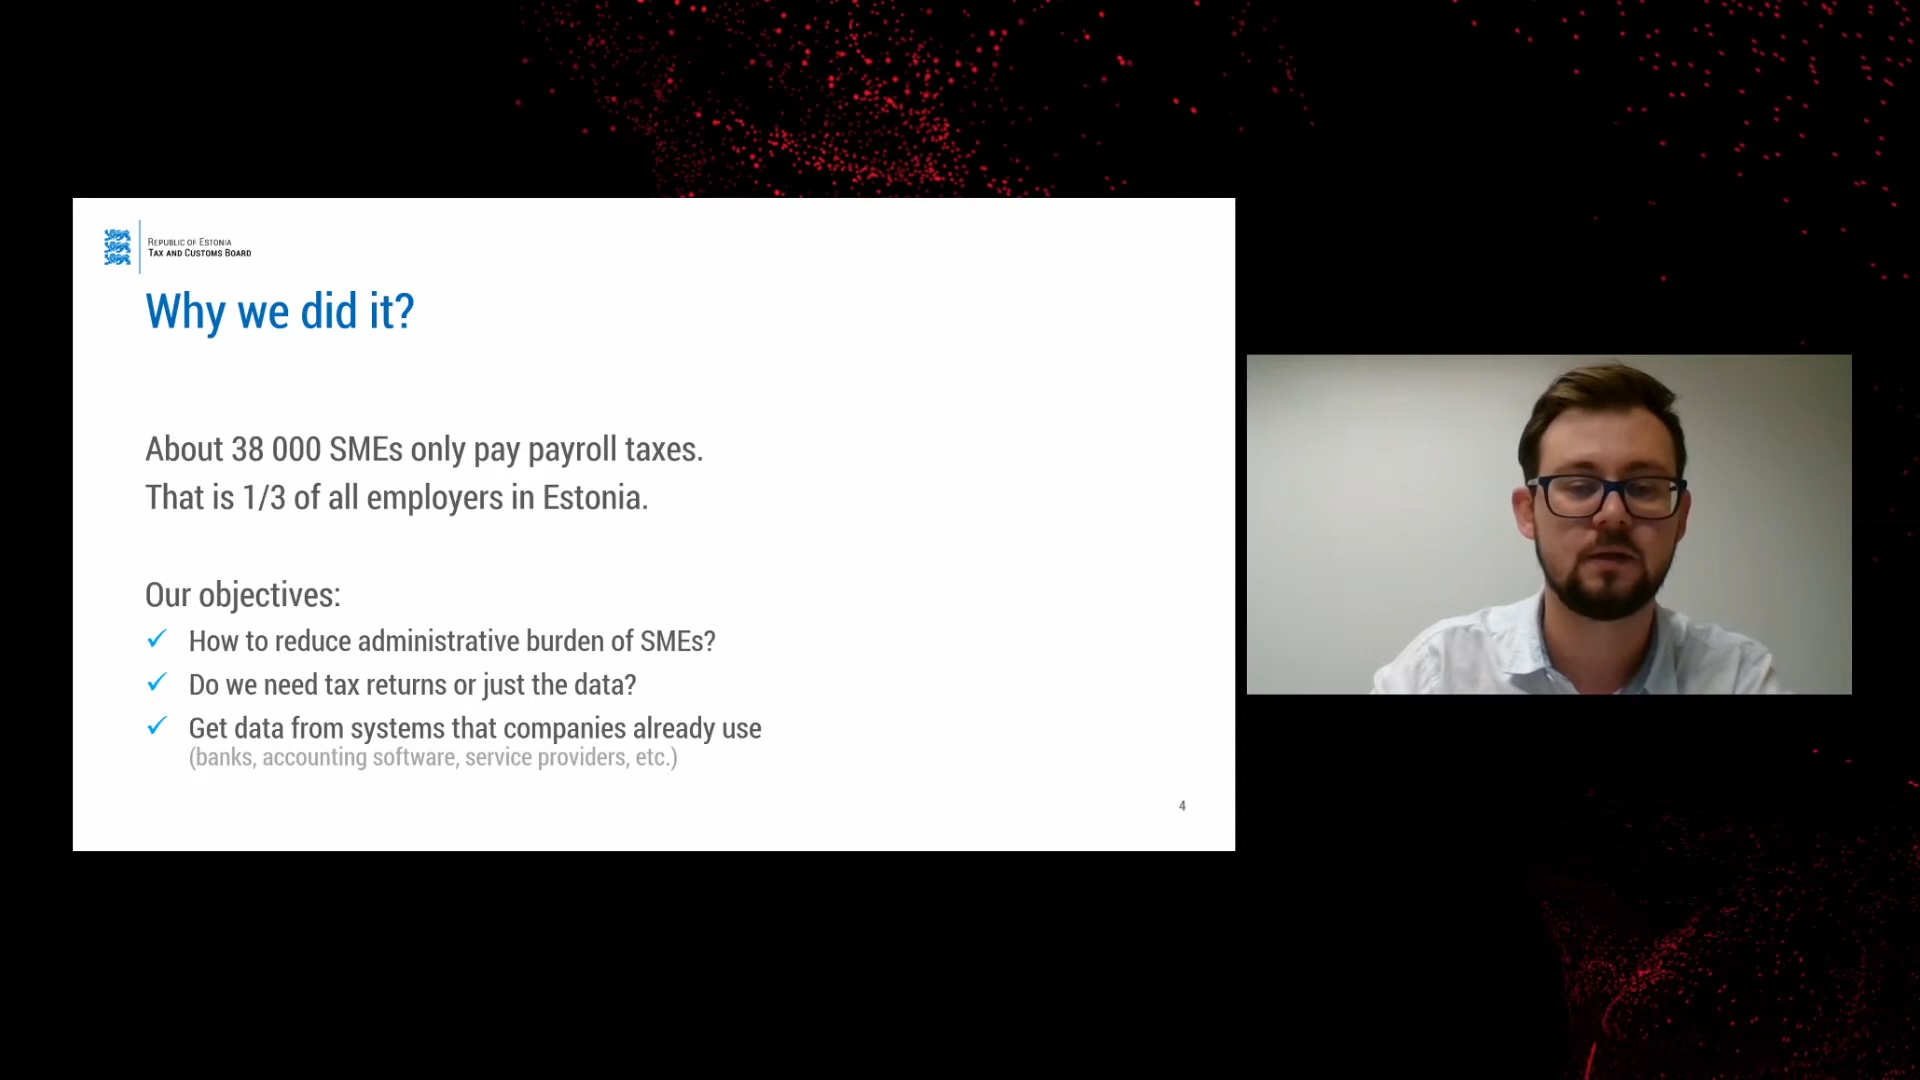 REPUBLIC OF ESTONIA
TAX AND CUSTOMS BOARD
Why we did it?
About 38 000 SMEs only pay payroll taxes.
That is 1/3 of all employers in Estonia.
Our objectives:
✓ How to reduce administrative burden of SMEs?
✓ Do we need tax returns or just the data?
✓ Get data from systems that companies already use
(banks, accounting software, service providers, etc.)
4